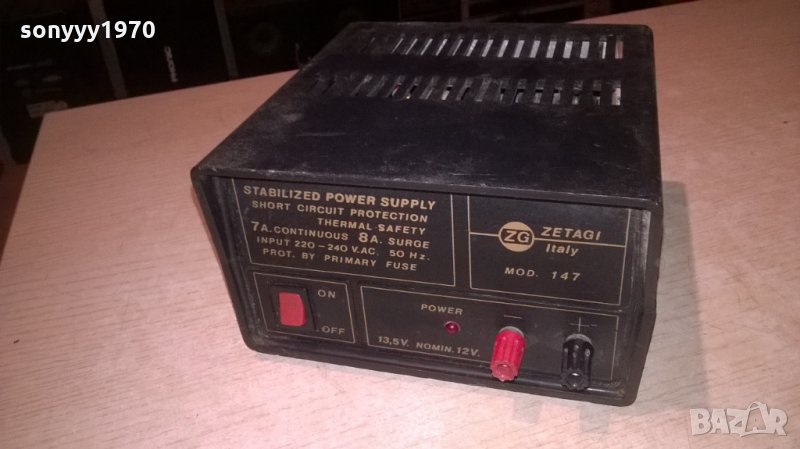 sonyyy1970
STABILIZED POWER SUPPLY
SHORT CIRCUIT PROTECTION
THERMAL SAFETY
7A. CONTINUOUS 8A. SURGE
INPUT 220-240 V.AC. 50 Hz.
PROT. BY PRIMARY FUSE
ZG
ZETAGI
Italy
MOD. 147
ON
OFF
POWER
13,5V. NOMIN. 12V.
- +
BAZAR